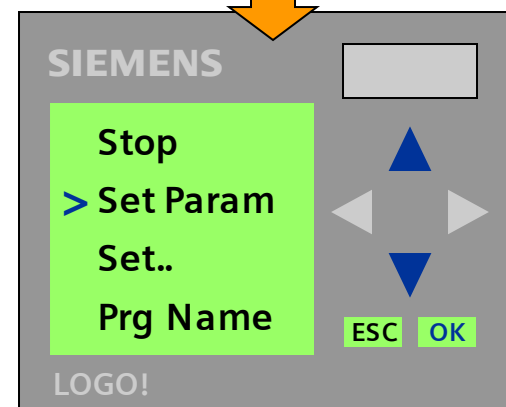 SIEMENS
Stop
> Set Param
Set..
Prg Name
ESC OK
LOGO!